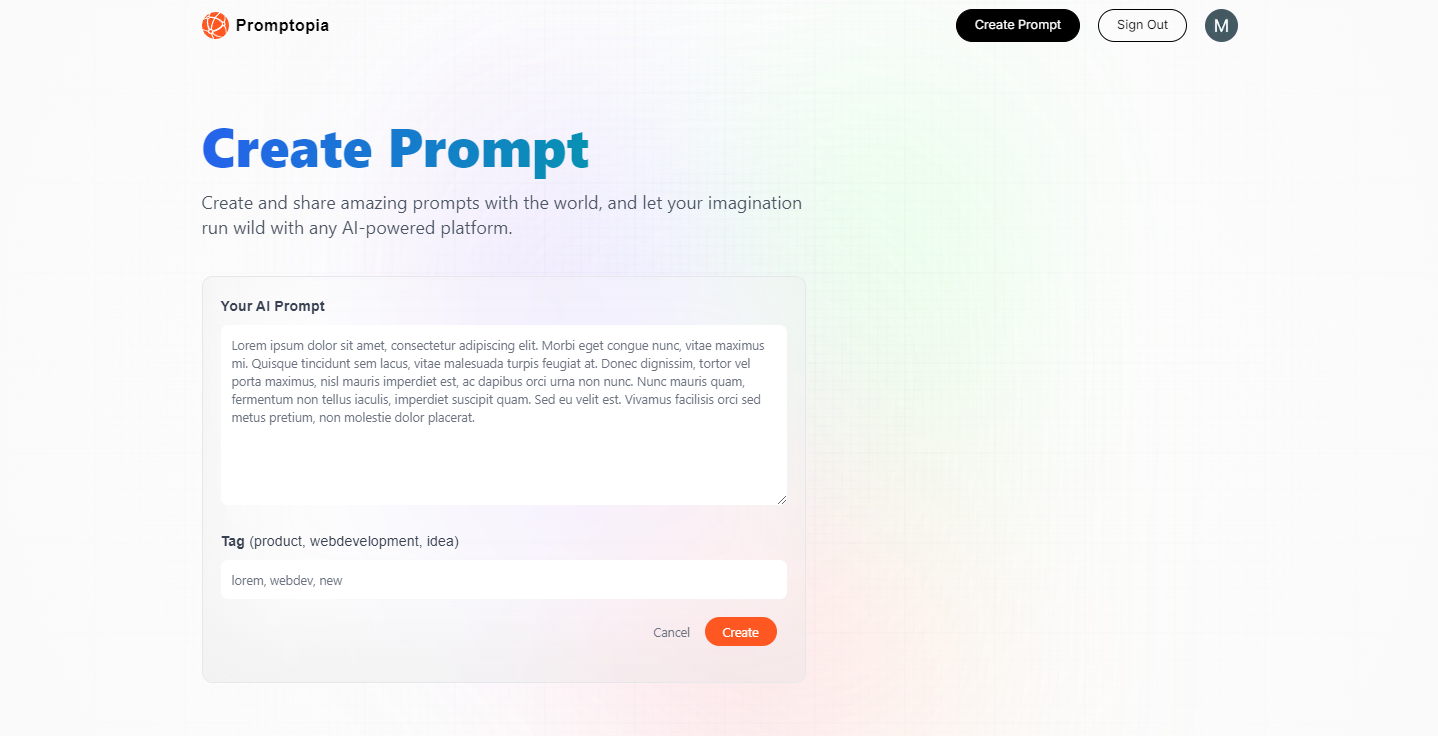 Promptopia
Create Prompt
Sign Out
M
Create Prompt
Create and share amazing prompts with the world, and let your imagination
run wild with any AI-powered platform.
Your AI Prompt
Lorem ipsum dolor sit amet, consectetur adipiscing elit. Morbi eget congue nunc, vitae maximus
mi. Quisque tincidunt sem lacus, vitae malesuada turpis feugiat at. Donec dignissim, tortor vel
porta maximus, nisl mauris imperdiet est, ac dapibus orci urna non nunc. Nunc mauris quam,
fermentum non tellus iaculis, imperdiet suscipit quam. Sed eu velit est. Vivamus facilisis orci sed
metus pretium, non molestie dolor placerat.
Tag (product, webdevelopment, idea)
lorem, webdev, new
Cancel
Create